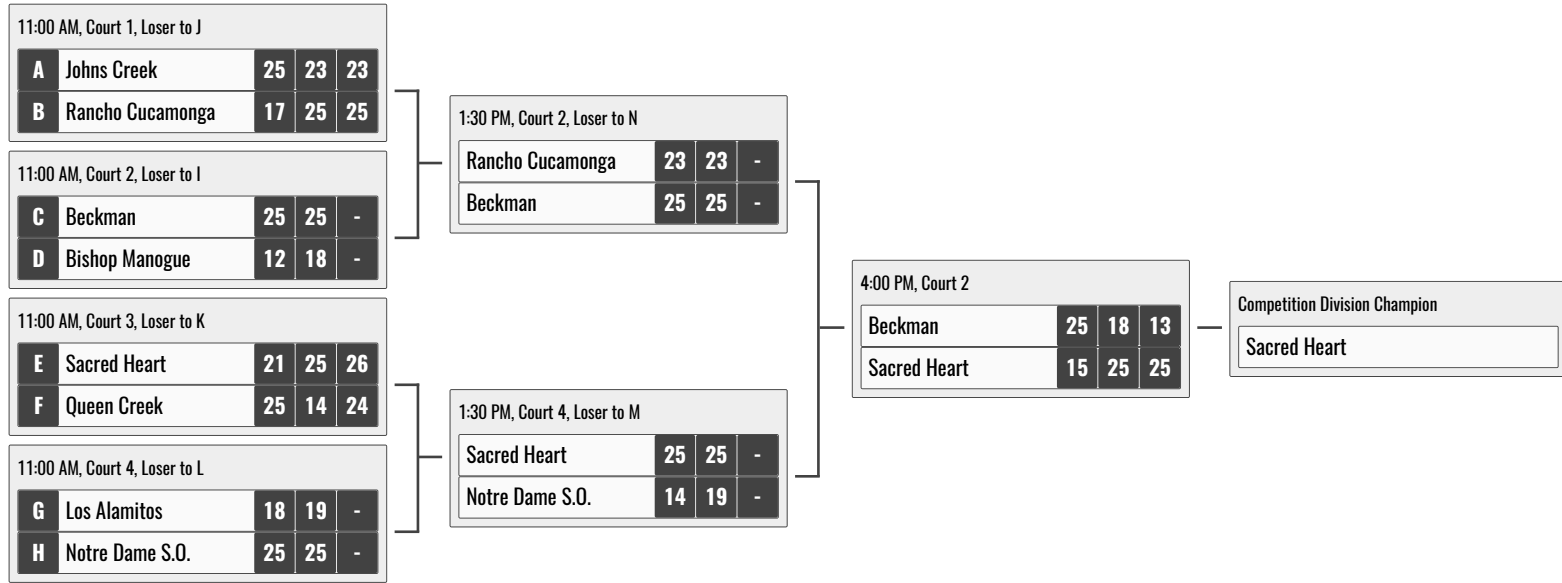 11:00 AM, Court 1, Loser to J
A Johns Creek 25 23 23
B Rancho Cucamonga 17 25 25
11:00 AM, Court 2, Loser to I
C Beckman 25 25 -
D Bishop Manogue 12 18 -
11:00 AM, Court 3, Loser to K
E Sacred Heart 21 25 26
F Queen Creek 25 14 24
11:00 AM, Court 4, Loser to L
G Los Alamitos 18 19 -
H Notre Dame S.O. 25 25 -
1:30 PM, Court 2, Loser to N
Rancho Cucamonga 23 23 -
Beckman 25 25 -
1:30 PM, Court 4, Loser to M
Sacred Heart 25 25 -
Notre Dame S.O. 14 19 -
4:00 PM, Court 2
Beckman 25 18 13
Sacred Heart 15 25 25
Competition Division Champion
Sacred Heart